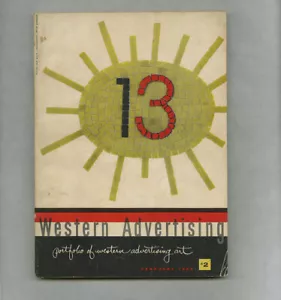 13
Western Advertising
portfolio of western advertising art
$2